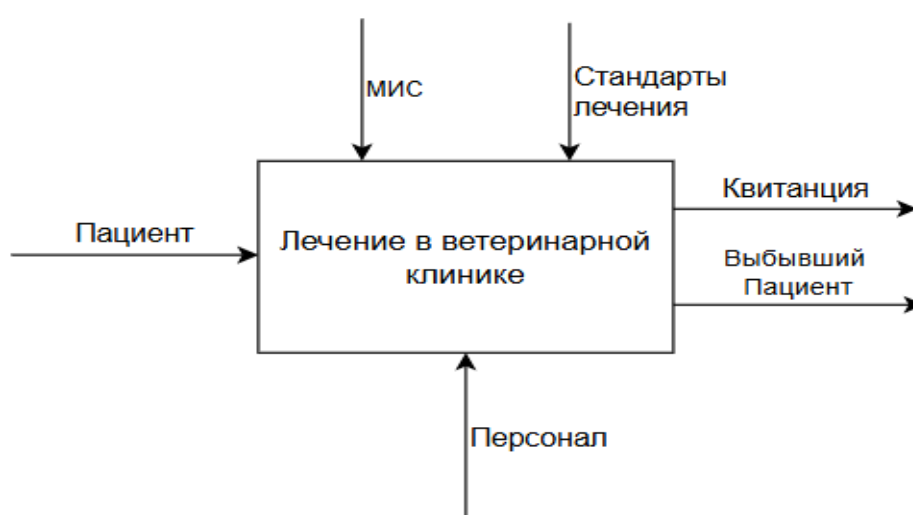 МИС
Стандарты
лечения
Пациент
Лечение в ветеринарной
клинике
Квитанция
Выбывший
Пациент
Персонал